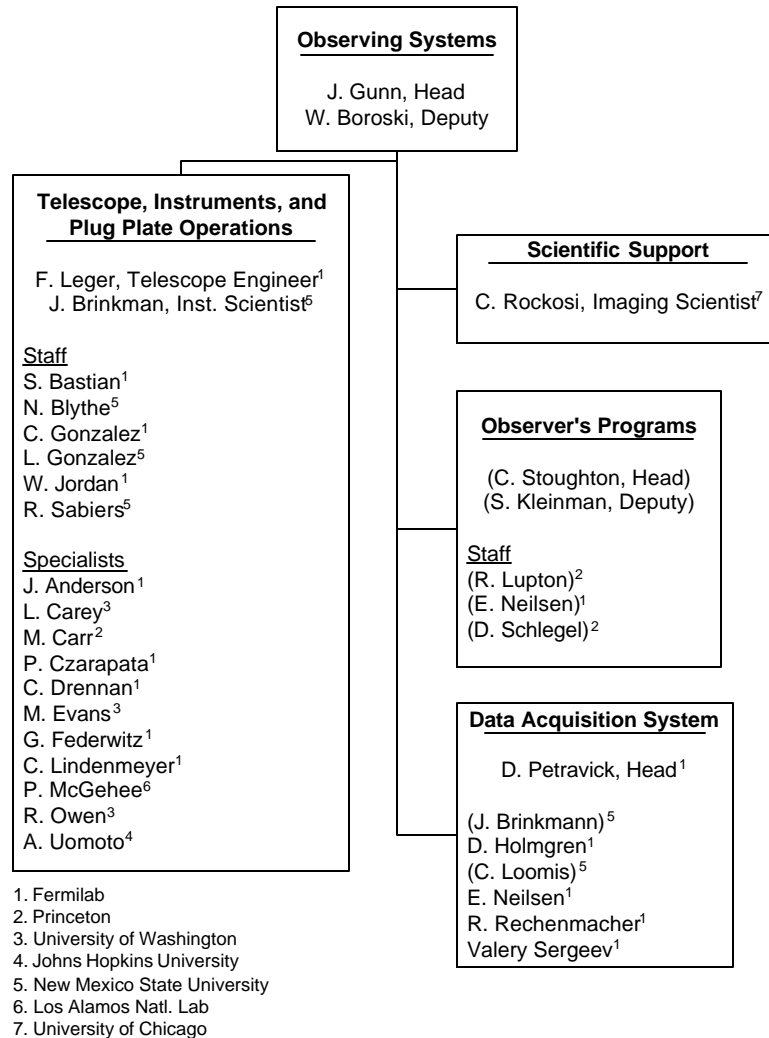 Observing Systems
J. Gunn, Head
W. Boroski, Deputy
Telescope, Instruments, and
Plug Plate Operations
F. Leger, Telescope Engineer¹
J. Brinkman, Inst. Scientist⁵
Staff
S. Bastian¹
N. Blythe⁵
C. Gonzalez¹
L. Gonzalez⁵
W. Jordan¹
R. Sabiers⁵
Specialists
J. Anderson¹
L. Carey³
M. Carr²
P. Czarapata¹
C. Drennan¹
M. Evans³
G. Federwitz¹
C. Lindenmeyer¹
P. McGehee⁶
R. Owen³
A. Uomoto⁴
Scientific Support
C. Rockosi, Imaging Scientist⁷
Observer's Programs
(C. Stoughton, Head)
(S. Kleinman, Deputy)
Staff
(R. Lupton)²
(E. Neilsen)¹
(D. Schlegel)²
Data Acquisition System
D. Petravick, Head¹
(J. Brinkmann)⁵
D. Holmgren¹
(C. Loomis)⁵
E. Neilsen¹
R. Rechenmacher¹
Valery Sergeev¹
1. Fermilab
2. Princeton
3. University of Washington
4. Johns Hopkins University
5. New Mexico State University
6. Los Alamos Natl. Lab
7. University of Chicago